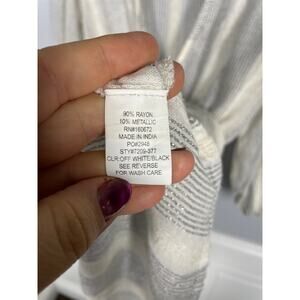 90% RAYON
10% METALLIC
RN#160672
MADE IN INDIA
PO#2948
STY#7209-377
CLR:OFF WHITE/BLACK
SEE REVERSE
FOR WASH CARE